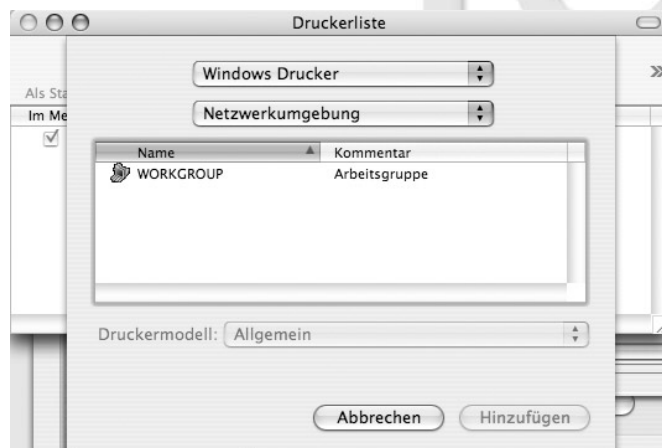 Druckerliste
Windows Drucker
»
Als Sta
Netzwerkumgebung
Im Me
Name Kommentar
WORKGROUP Arbeitsgruppe
Druckermodell: Allgemein
Abbrechen Hinzufügen